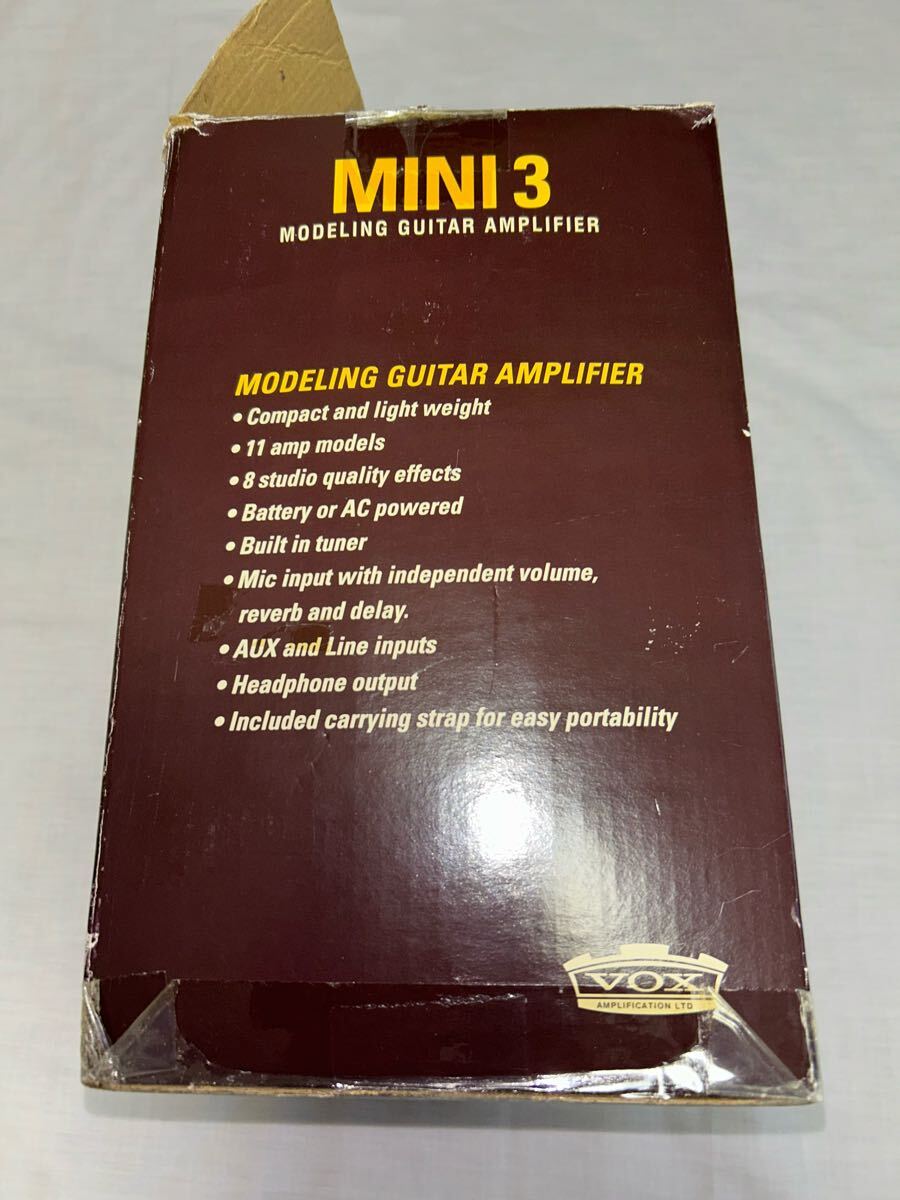 MINI 3
MODELING GUITAR AMPLIFIER
MODELING GUITAR AMPLIFIER
• Compact and light weight
• 11 amp models
• 8 studio quality effects
• Battery or AC powered
• Built in tuner
• Mic input with independent volume,
reverb and delay.
• AUX and Line inputs
• Headphone output
• Included carrying strap for easy portability
VOX
AMPLIFICATION LTD